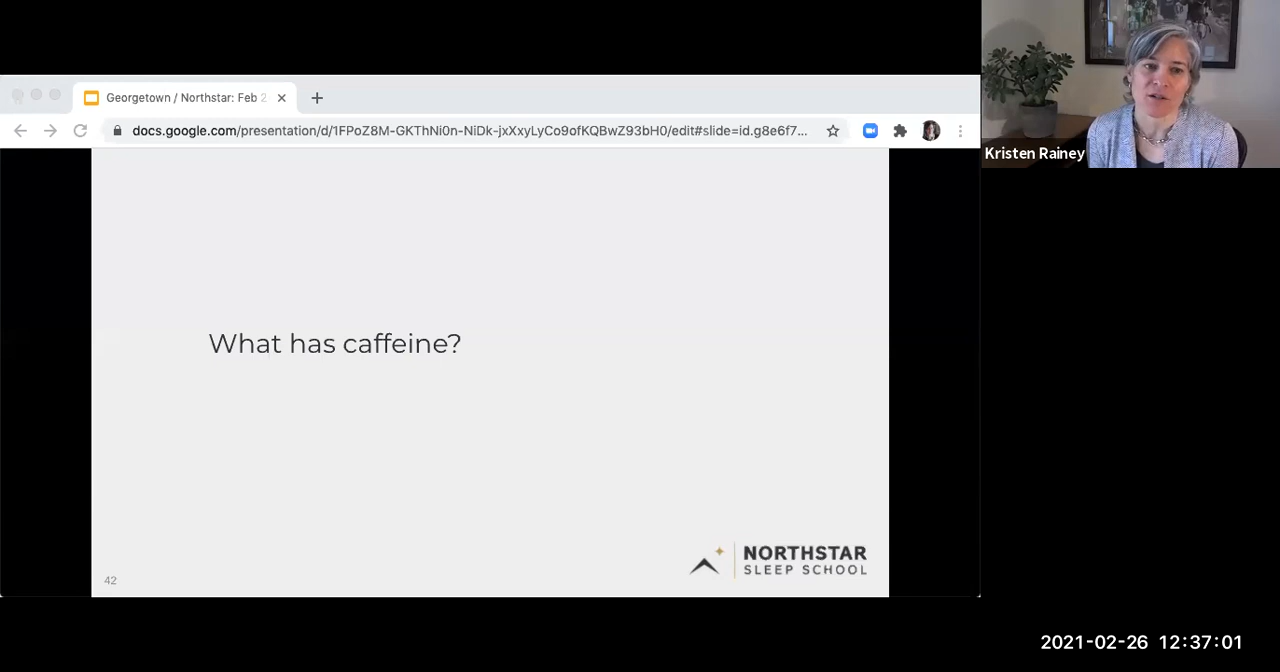 Georgetown / Northstar: Feb 2
docs.google.com/presentation/d/1FPoZ8M-GKThNi0n-NiDk-jxXxyLyCo9ofKQBwZ93bH0/edit#slide=id.g8e6f7...
Kristen Rainey
What has caffeine?
NORTHSTAR
SLEEP SCHOOL
42
2021-02-26 12:37:01